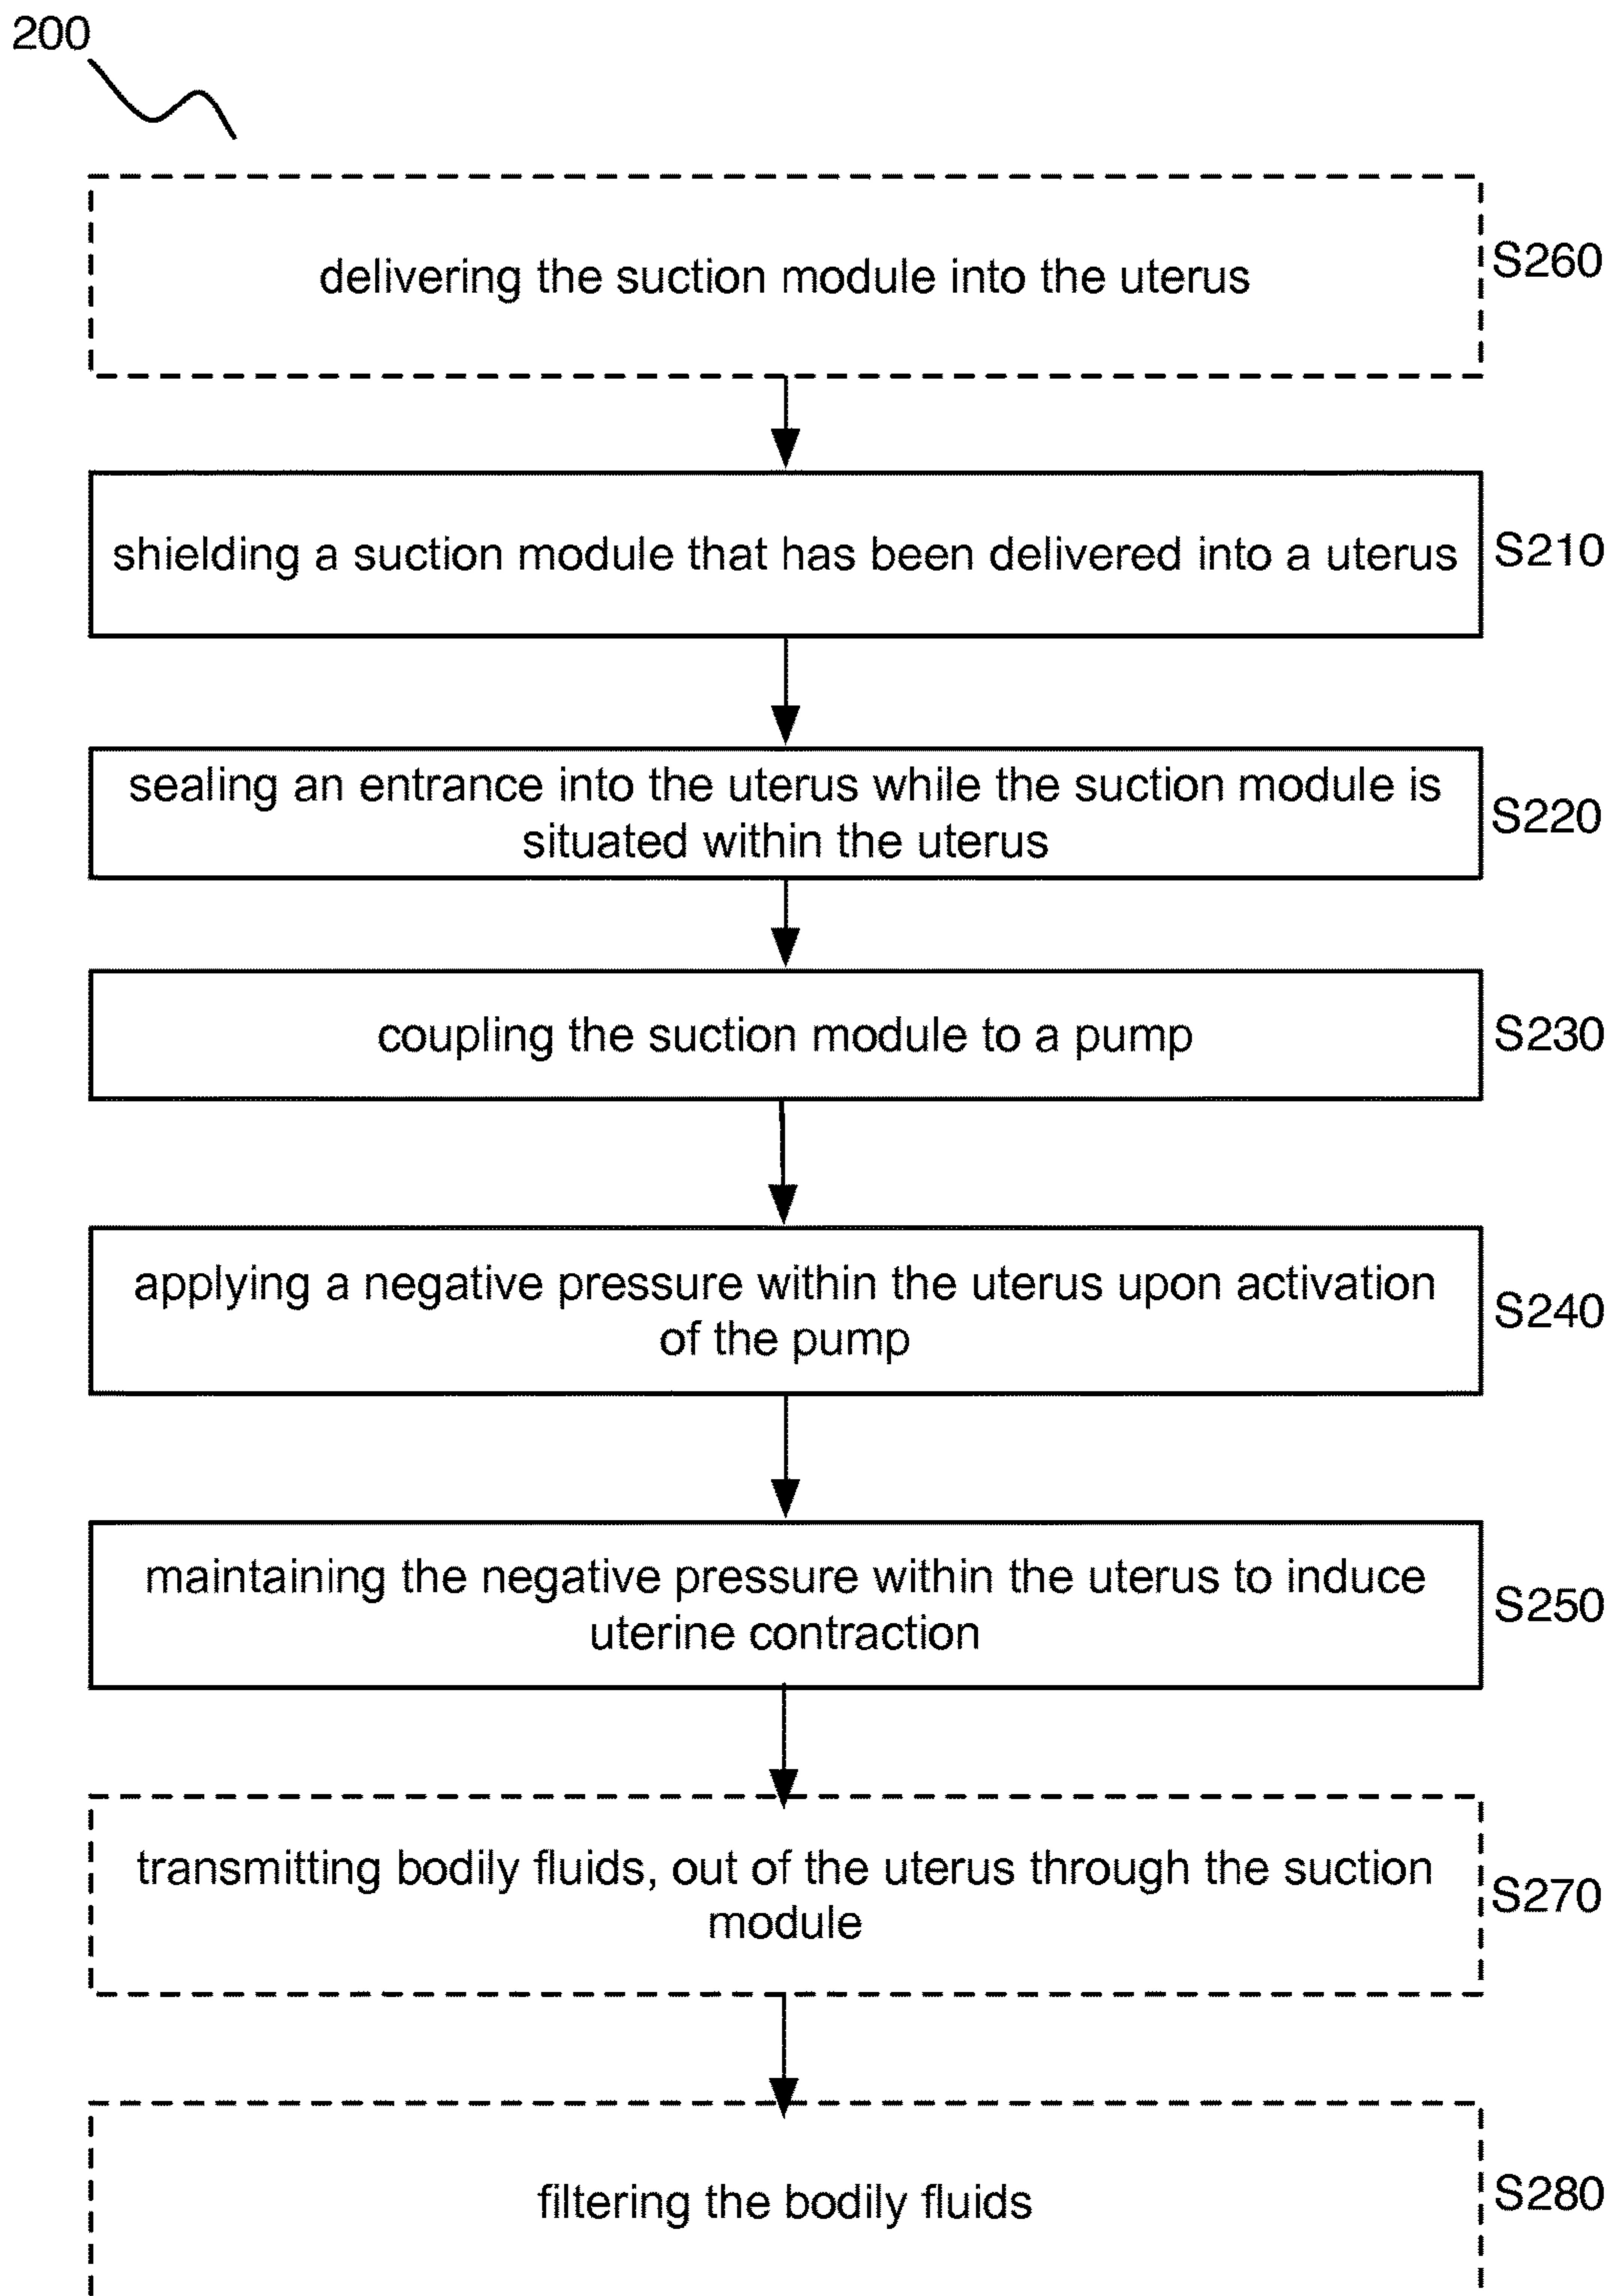 200
delivering the suction module into the uterus
S260
shielding a suction module that has been delivered into a uterus
S210
sealing an entrance into the uterus while the suction module is
situated within the uterus
S220
coupling the suction module to a pump
S230
applying a negative pressure within the uterus upon activation
of the pump
S240
maintaining the negative pressure within the uterus to induce
uterine contraction
S250
transmitting bodily fluids, out of the uterus through the suction
module
S270
filtering the bodily fluids
S280